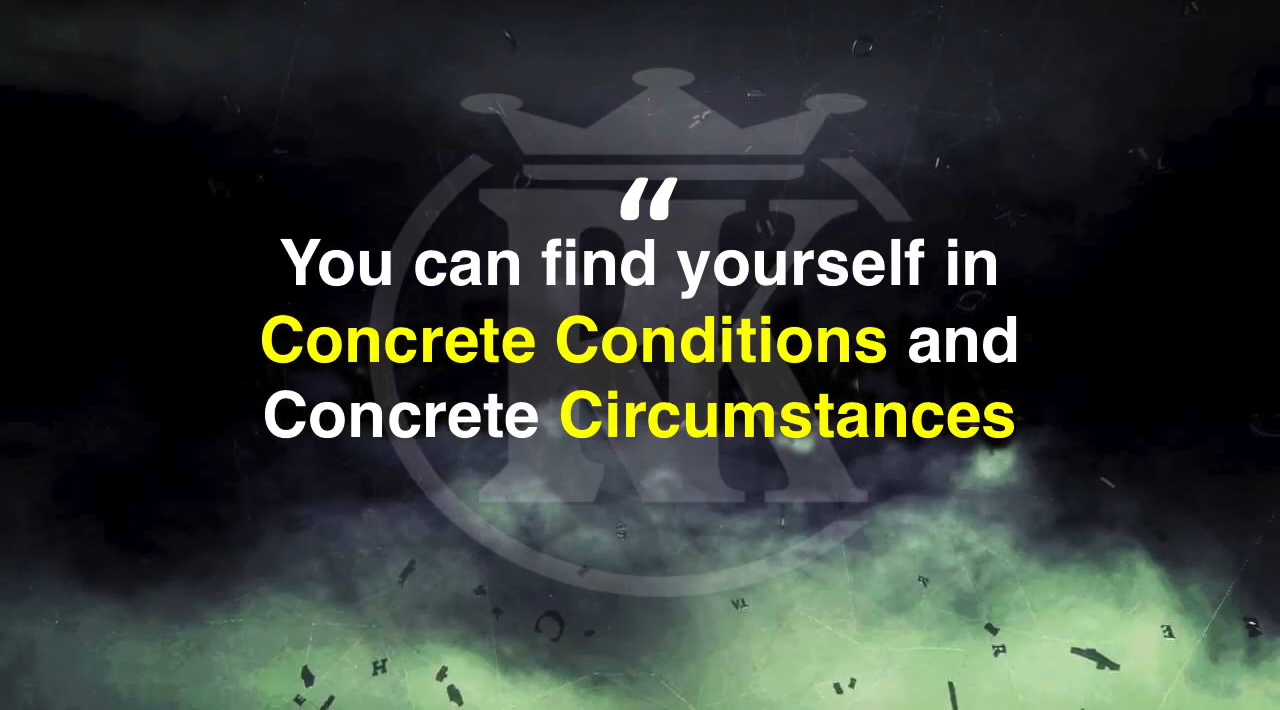 “
You can find yourself in
Concrete Conditions and
Concrete Circumstances